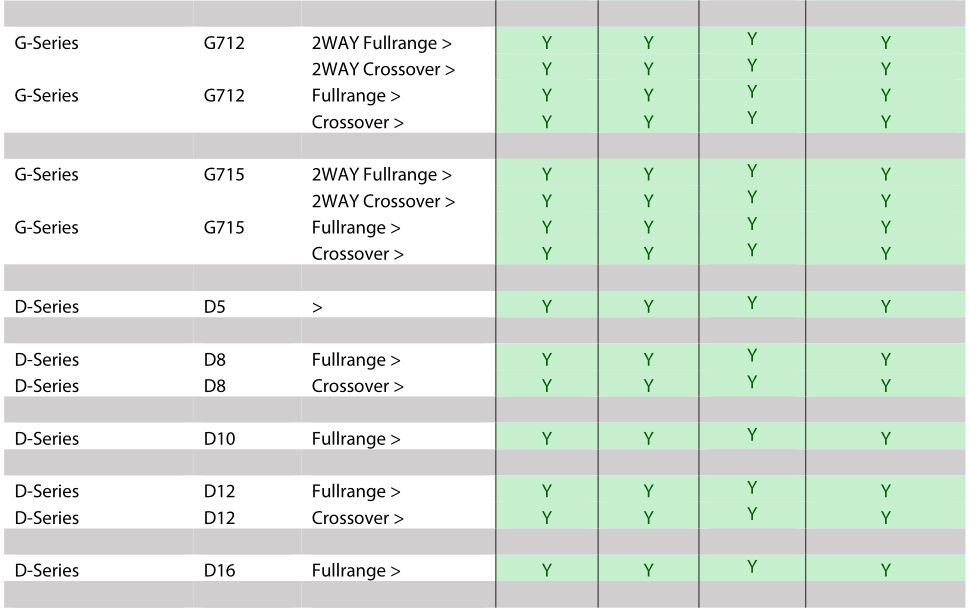 G-Series G712 2WAY Fullrange > Y Y Y Y
2WAY Crossover > Y Y Y Y
G-Series G712 Fullrange > Y Y Y Y
Crossover > Y Y Y Y
G-Series G715 2WAY Fullrange > Y Y Y Y
2WAY Crossover > Y Y Y Y
G-Series G715 Fullrange > Y Y Y Y
Crossover > Y Y Y Y
D-Series D5 > Y Y Y Y
D-Series D8 Fullrange > Y Y Y Y
D-Series D8 Crossover > Y Y Y Y
D-Series D10 Fullrange > Y Y Y Y
D-Series D12 Fullrange > Y Y Y Y
D-Series D12 Crossover > Y Y Y Y
D-Series D16 Fullrange > Y Y Y Y